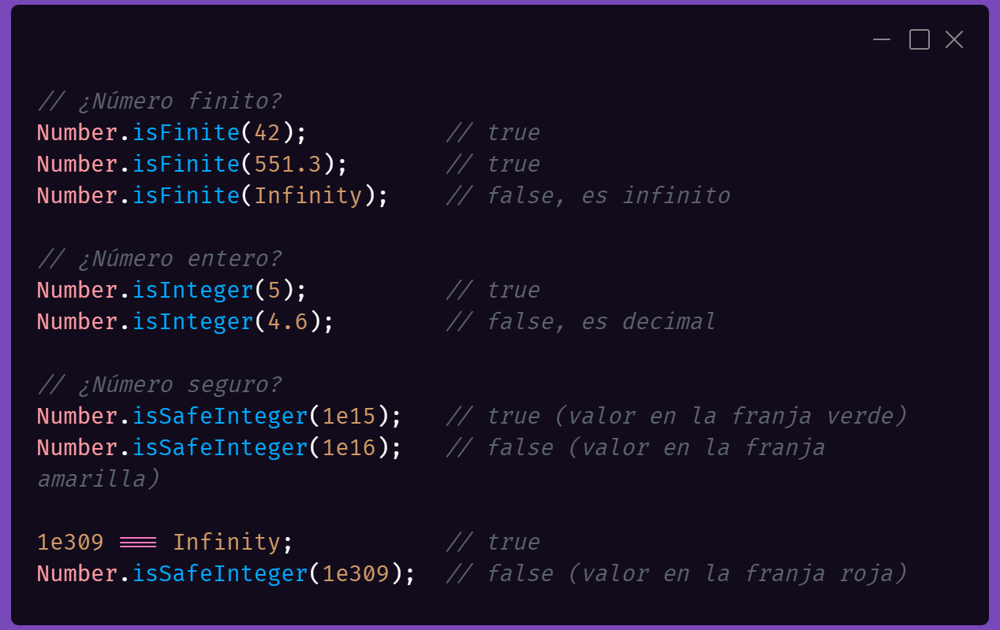 // ¿Número finito?
Number.isFinite(42);          // true
Number.isFinite(551.3);       // true
Number.isFinite(Infinity);    // false, es infinito
// ¿Número entero?
Number.isInteger(5);          // true
Number.isInteger(4.6);        // false, es decimal
// ¿Número seguro?
Number.isSafeInteger(1e15);   // true (valor en la franja verde)
Number.isSafeInteger(1e16);   // false (valor en la franja
amarilla)
1e309 === Infinity;           // true
Number.isSafeInteger(1e309);  // false (valor en la franja roja)